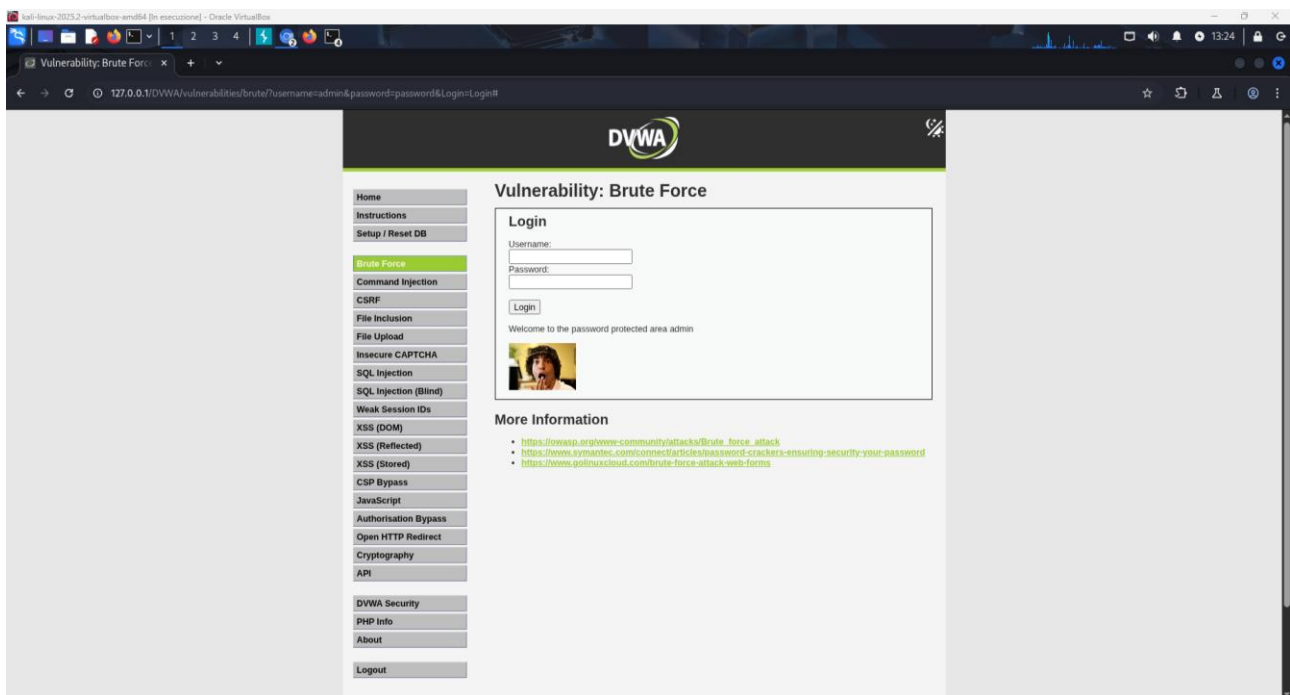 kali-linux-2025.2-virtualbox-amd64 [In esecuzione] - Oracle VirtualBox
1 2 3 4
13:24
Vulnerability: Brute Forc
127.0.0.1/DVWA/vulnerabilities/brute/?username=admin&password=password&Login=Login#
DVWA
Home
Instructions
Setup / Reset DB
Brute Force
Command Injection
CSRF
File Inclusion
File Upload
Insecure CAPTCHA
SQL Injection
SQL Injection (Blind)
Weak Session IDs
XSS (DOM)
XSS (Reflected)
XSS (Stored)
CSP Bypass
JavaScript
Authorisation Bypass
Open HTTP Redirect
Cryptography
API
DVWA Security
PHP Info
About
Logout
Vulnerability: Brute Force
Login
Username:
Password:
Login
Welcome to the password protected area admin
More Information
https://owasp.org/www-community/attacks/Brute_force_attack
https://www.symantec.com/connect/articles/password-crackers-ensuring-security-your-password
https://www.golinuxcloud.com/brute-force-attack-web-forms